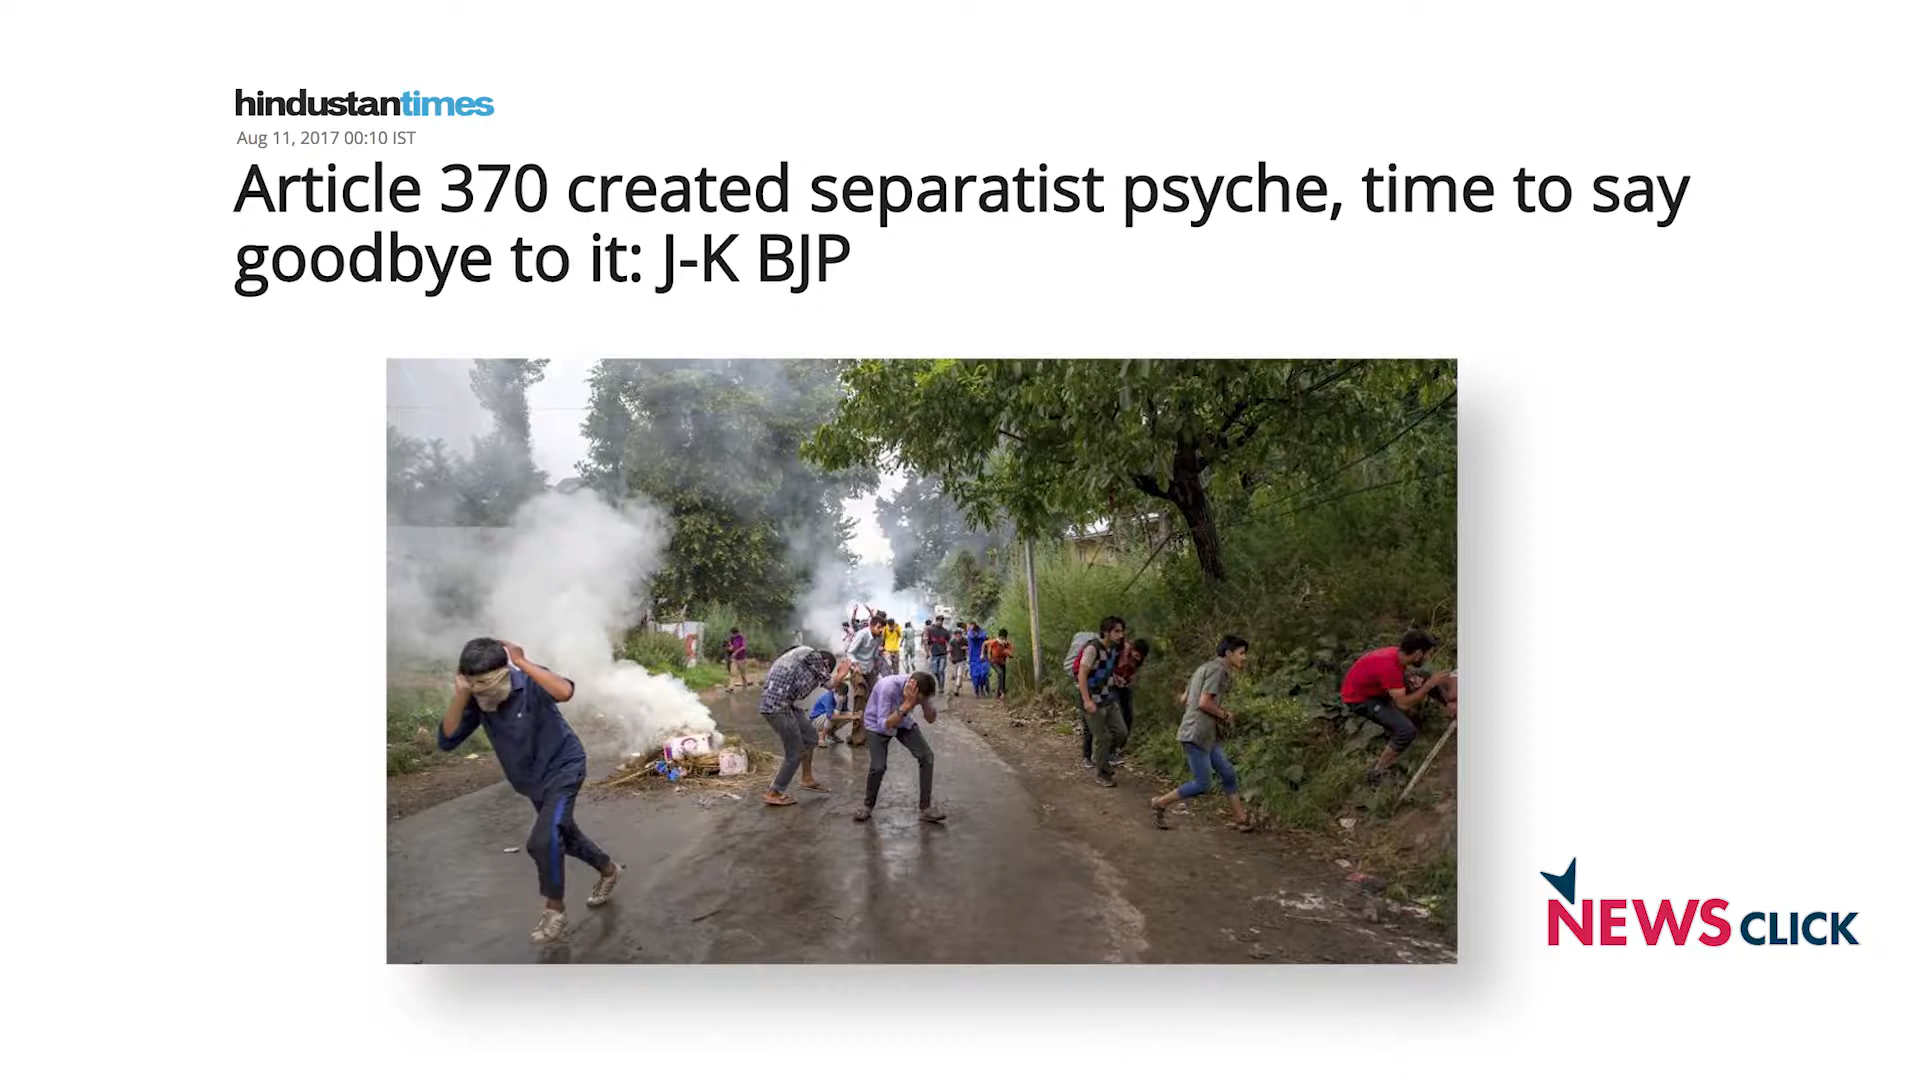 hindustantimes
Aug 11, 2017 00:10 IST
Article 370 created separatist psyche, time to say
goodbye to it: J-K BJP
NEWS CLICK